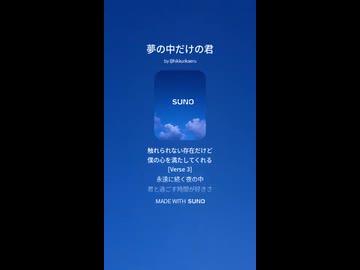 夢の中だけの君
by @hikkurikaeru
SUNO
触れられない存在だけど
僕の心を満たしてくれる
[Verse 3]
永遠に続く夜の中
君と過ごす時間が好きさ
MADE WITH SUNO